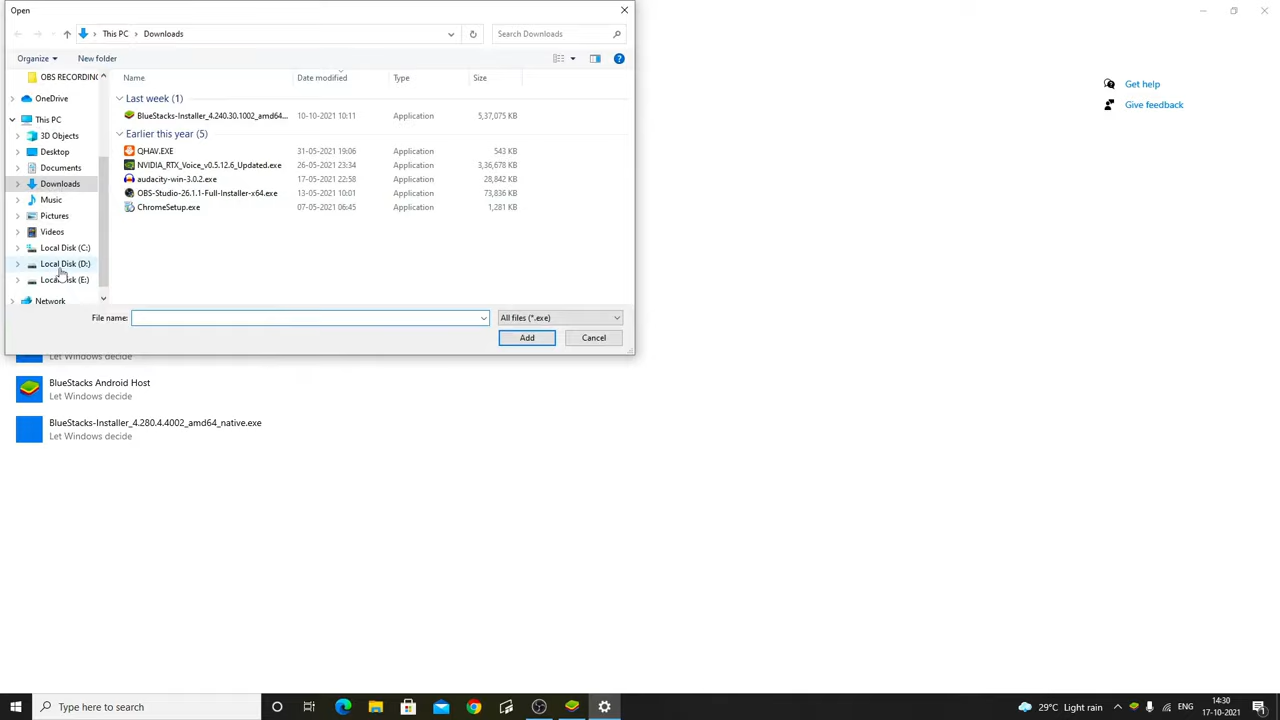 Open
This PC
Downloads
Search Downloads
Organize
New folder
OBS RECORDING
OneDrive
This PC
3D Objects
Desktop
Documents
Downloads
Music
Pictures
Videos
Local Disk (C:)
Local Disk (D:)
Local Disk (E:)
Network
Name Date modified Type Size
Last week (1)
BlueStacks-Installer_4.240.30.1002_amd64... 10-10-2021 10:11 Application 5,37,075 KB
Earlier this year (5)
QHAV.EXE 31-05-2021 19:06 Application 543 KB
NVIDIA_RTX_Voice_v0.5.12.6_Updated.exe 26-05-2021 23:34 Application 3,36,678 KB
audacity-win-3.0.2.exe 17-05-2021 22:58 Application 28,842 KB
OBS-Studio-26.1.1-Full-Installer-x64.exe 13-05-2021 10:01 Application 73,836 KB
ChromeSetup.exe 07-05-2021 06:45 Application 1,281 KB
File name:
All files (*.exe)
Add
Cancel
Get help
Give feedback
Let Windows decide
BlueStacks Android Host
Let Windows decide
BlueStacks-Installer_4.280.4.4002_amd64_native.exe
Let Windows decide
Type here to search
29°C Light rain
14:30
17-10-2021
1